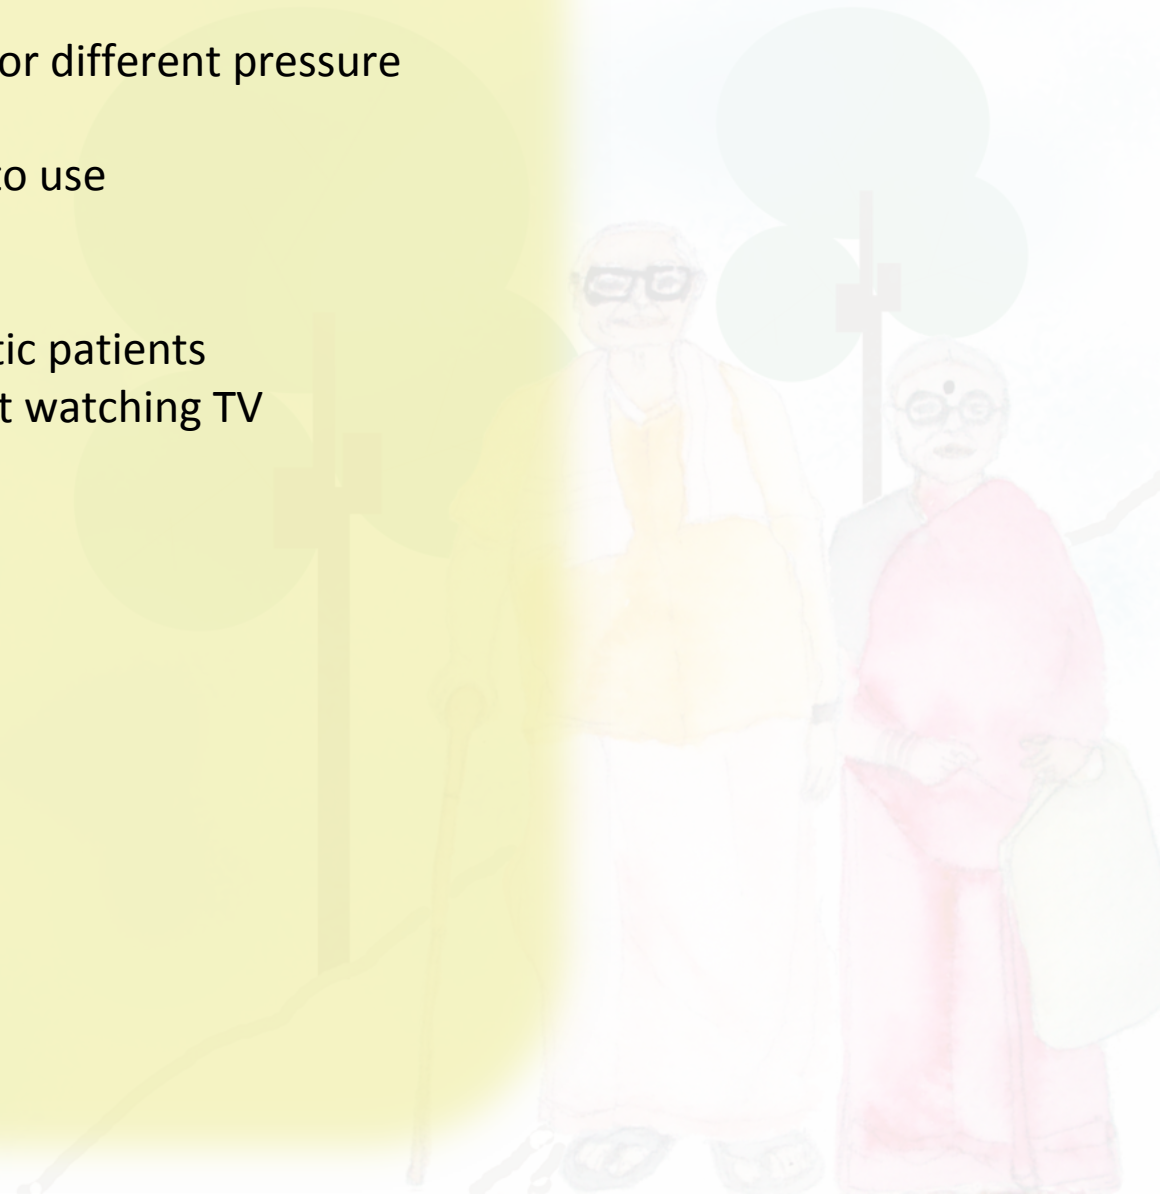 or different pressure
to use
tic patients
t watching TV